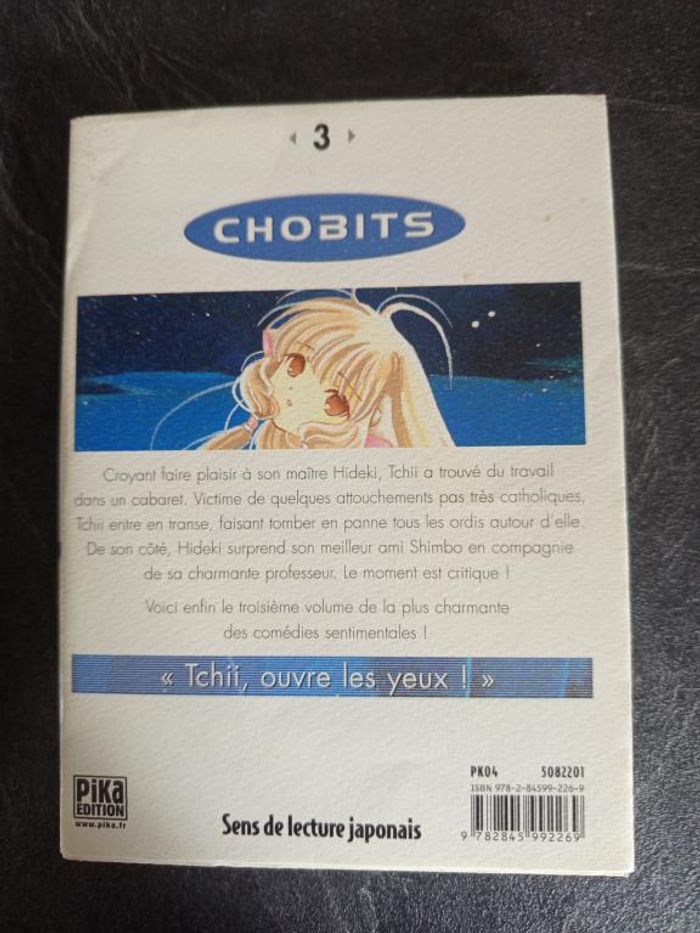 3
CHOBITS
Croyant faire plaisir à son maître Hideki, Tchii a trouvé du travail
dans un cabaret. Victime de quelques attouchements pas très catholiques,
Tchii entre en transe, faisant tomber en panne tous les ordis autour d'elle.
De son côté, Hideki surprend son meilleur ami Shimbo en compagnie
de sa charmante professeur. Le moment est critique !
Voici enfin le troisième volume de la plus charmante
des comédies sentimentales !
« Tchii, ouvre les yeux ! »
PK04 5082201
ISBN 978-2-84599-226-9
PiKA
EDITION
www.pika.fr
Sens de lecture japonais
9 782845 992269